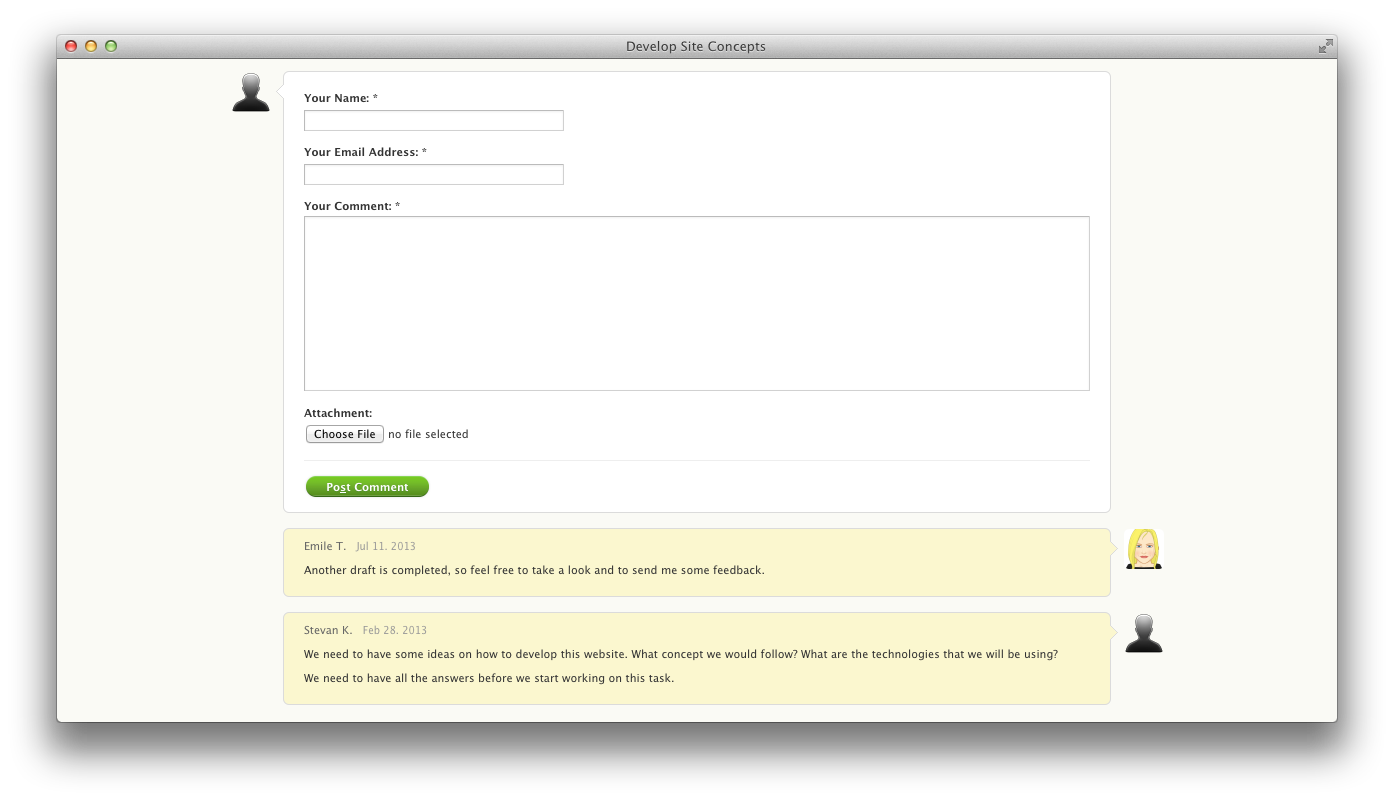 Develop Site Concepts
Your Name: *
Your Email Address: *
Your Comment: *
Attachment:
Choose File no file selected
Post Comment
Emile T. Jul 11. 2013
Another draft is completed, so feel free to take a look and to send me some feedback.
Stevan K. Feb 28. 2013
We need to have some ideas on how to develop this website. What concept we would follow? What are the technologies that we will be using?
We need to have all the answers before we start working on this task.